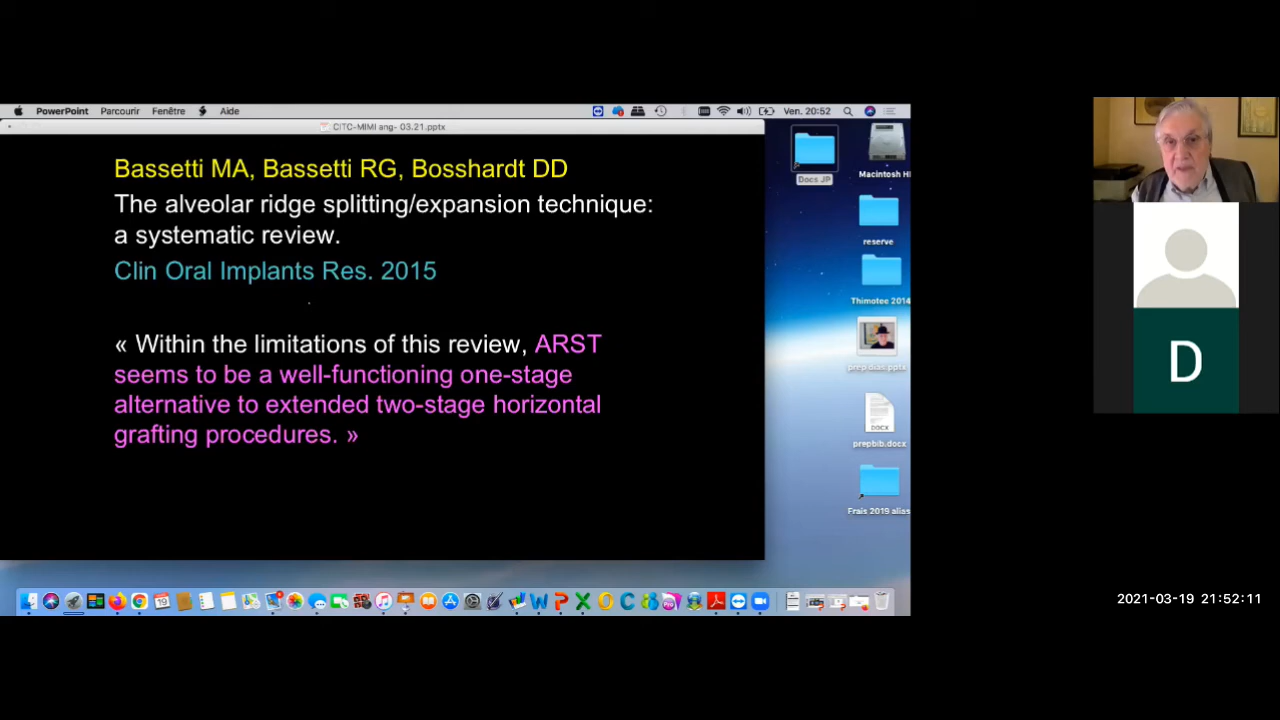 PowerPoint Parcourir Fenêtre Aide
Ven. 20:52
CiTC-MIMI ang- 03.21.pptx
Bassetti MA, Bassetti RG, Bosshardt DD
The alveolar ridge splitting/expansion technique:
a systematic review.
Clin Oral Implants Res. 2015
« Within the limitations of this review, ARST
seems to be a well-functioning one-stage
alternative to extended two-stage horizontal
grafting procedures. »
Docs JP
Macintosh H
reserve
Thimotee 2014
DOCX
prepbib.docx
Frais 2019 alias
D
2021-03-19 21:52:11